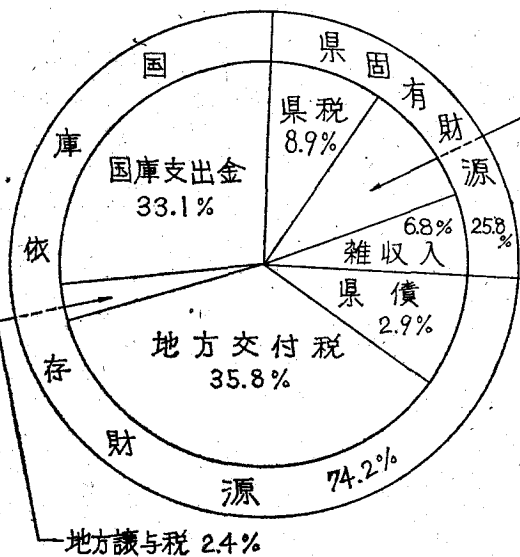 県固有財源
25.8%
県税
8.9%
6.8%
雑収入
県債
2.9%
地方交付税
35.8%
地方譲与税 2.4%
国庫支出金
33.1%
国庫依存財源
74.2%